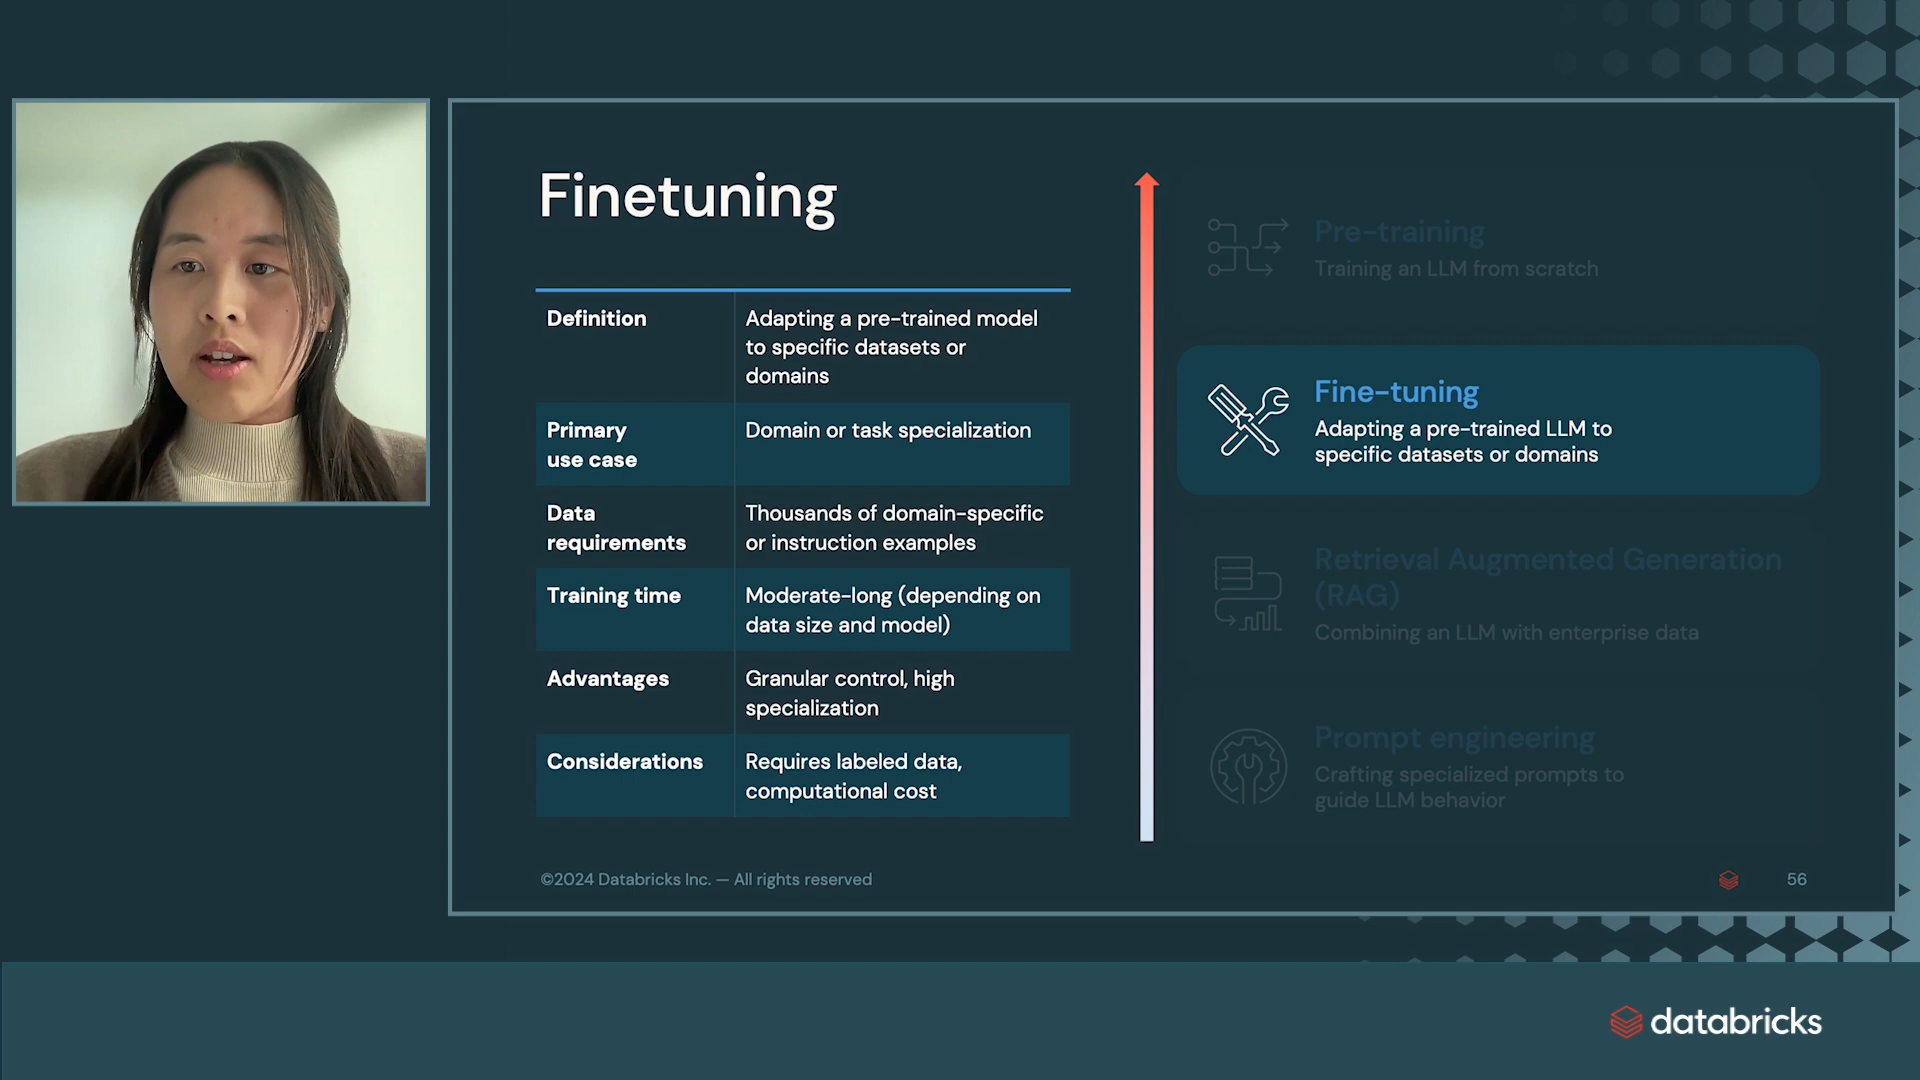 Finetuning
Definition
Adapting a pre-trained model
to specific datasets or
domains
Primary
use case
Domain or task specialization
Data
requirements
Thousands of domain-specific
or instruction examples
Training time
Moderate-long (depending on
data size and model)
Advantages
Granular control, high
specialization
Considerations
Requires labeled data,
computational cost
Pre-training
Training an LLM from scratch
Fine-tuning
Adapting a pre-trained LLM to
specific datasets or domains
Retrieval Augmented Generation
(RAG)
Combining an LLM with enterprise data
Prompt engineering
Crafting specialized prompts to
guide LLM behavior
©2024 Databricks Inc. — All rights reserved
56
databricks